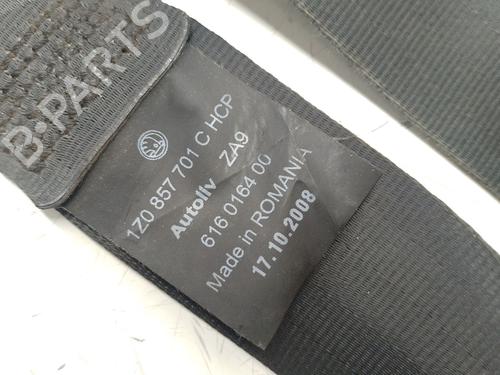 1Z0 857 701 C HCP
Autoliv ZA9
616 0164 00
Made in ROMANIA
17.10.2008
B-PARTS